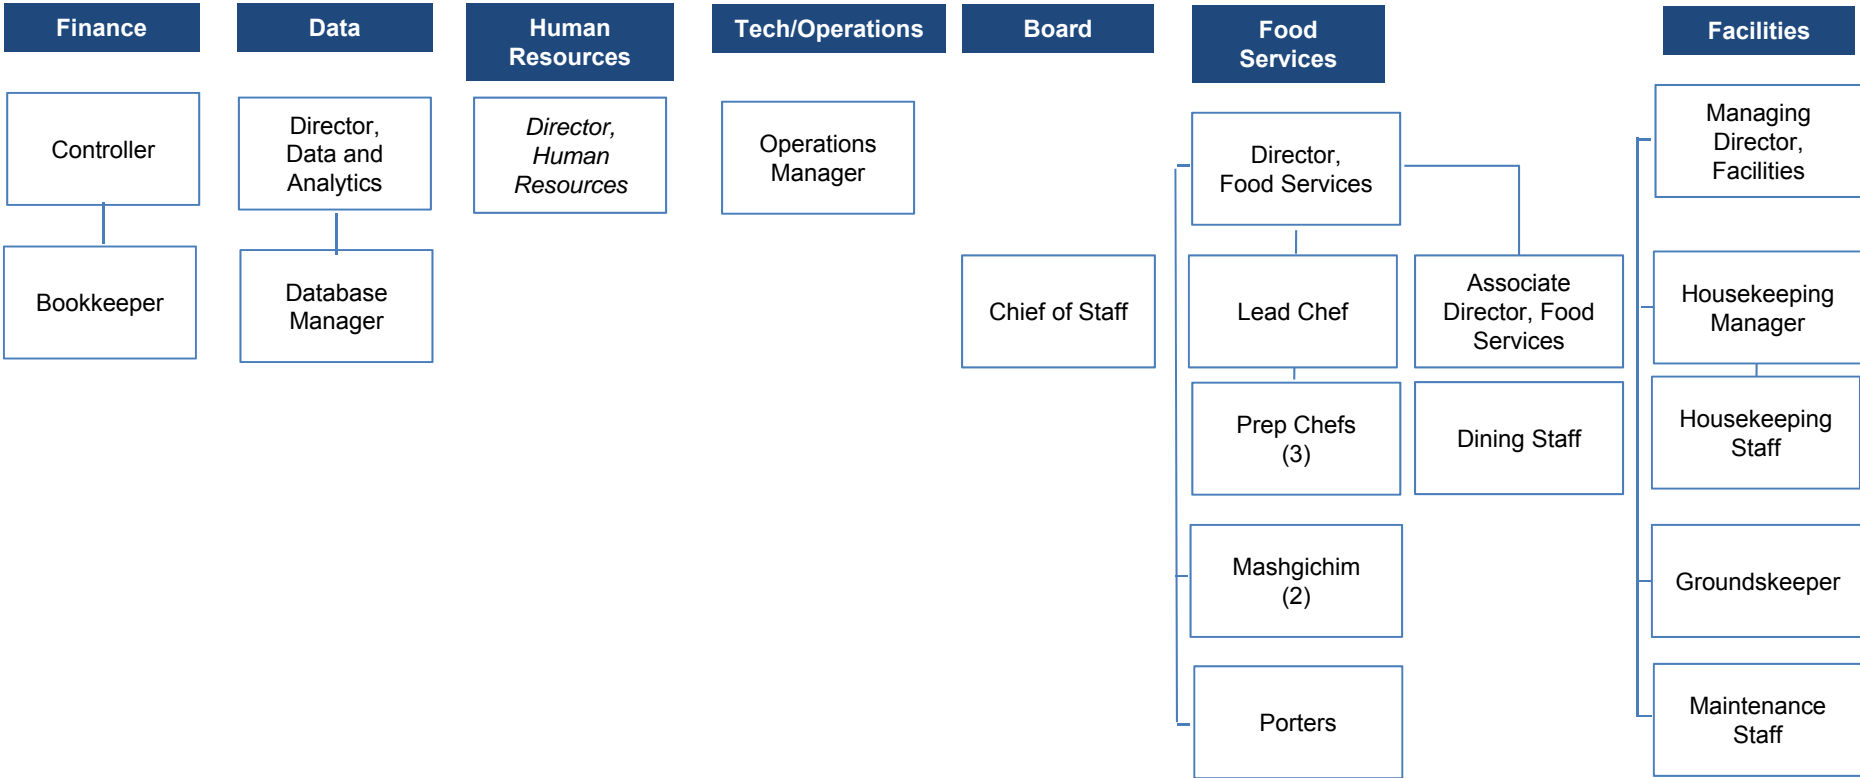 Finance
Data
Human
Resources
Tech/Operations
Board
Food
Services
Facilities
Controller
Director,
Data and
Analytics
Director,
Human
Resources
Operations
Manager
Director,
Food Services
Managing
Director,
Facilities
Bookkeeper
Database
Manager
Chief of Staff
Lead Chef
Associate
Director, Food
Services
Housekeeping
Manager
Prep Chefs
(3)
Dining Staff
Housekeeping
Staff
Mashgichim
(2)
Groundskeeper
Porters
Maintenance
Staff